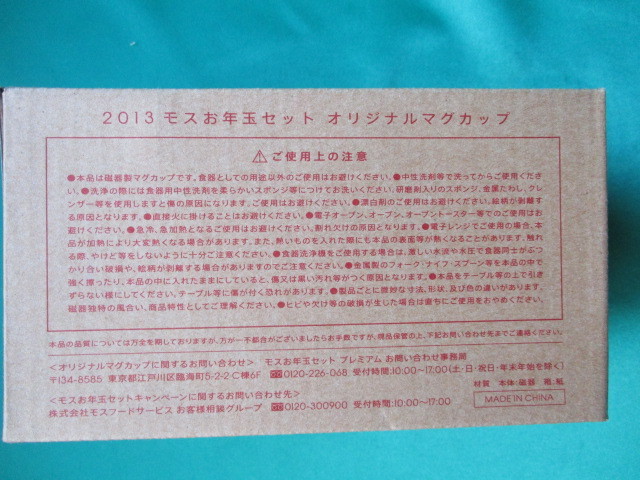 2013 モスお年玉セット オリジナルマグカップ
⚠ご使用上の注意
●本品は磁器製マグカップです。食器としての用途以外のご使用はお避けください。●中性洗剤等で洗ってからご使用くださ
い。●洗浄の際には食器用中性洗剤を柔らかいスポンジ等につけてお洗いください。研磨剤入りのスポンジ、金属たわし、クレ
ンザー等を使用しますと傷の原因になります。ご使用はお避けください。●漂白剤のご使用はお避けください。絵柄が剥離す
る原因となります。●直接火に掛けることはお避けください。●電子オーブン、オーブン、オーブントースター等でのご使用はお
避けください。●急冷、急加熱となるご使用はお避けください。割れ欠けの原因となります。●電子レンジでご使用の場合、本
品が加熱により大変熱くなる場合があります。また、熱いものを入れた際にも本品の表面等が熱くなることがあります。触れ
る際、やけど等をしないように十分ご注意ください。●食器洗浄機をご使用する場合は、激しい水流や水圧で食器同士がぶつ
かり合い破損や、絵柄が剥離する場合がありますのでご注意ください。●金属製のフォーク・ナイフ・スプーン等を本品の中で
強く擦ったり、本品の中に入れたままにしていると、傷又は黒い汚れ等がつく原因となります。●本品をテーブル等の上で引き
ずらない様にしてください。テーブル等に傷が付く恐れがあります。●製品ごとに微妙な寸法、形状、及び色の違いがあります。
磁器独特の風合い、商品特性としてご理解ください。●ヒビや欠け等の破損が生じた場合は直ちにご使用をおやめください。
本品の品質については万全を期しておりますが、万が一不都合がございましたらお手数ですが、現品保管の上、下記お問い合わせ先までご連絡ください。
〈オリジナルマグカップに関するお問い合わせ〉 モスお年玉セット プレミアム お問い合わせ事務局
〒134-8585 東京都江戸川区臨海町5-2-2 C棟6F ☎0120-226-068 受付時間:10:00〜17:00(土・日・祝日・年末年始を除く)
材質 本体:磁器 箱:紙
〈モスお年玉セットキャンペーンに関するお問い合わせ先〉
株式会社モスフードサービス お客様相談グループ ☎0120-300900 受付時間:10:00〜17:00
MADE IN CHINA